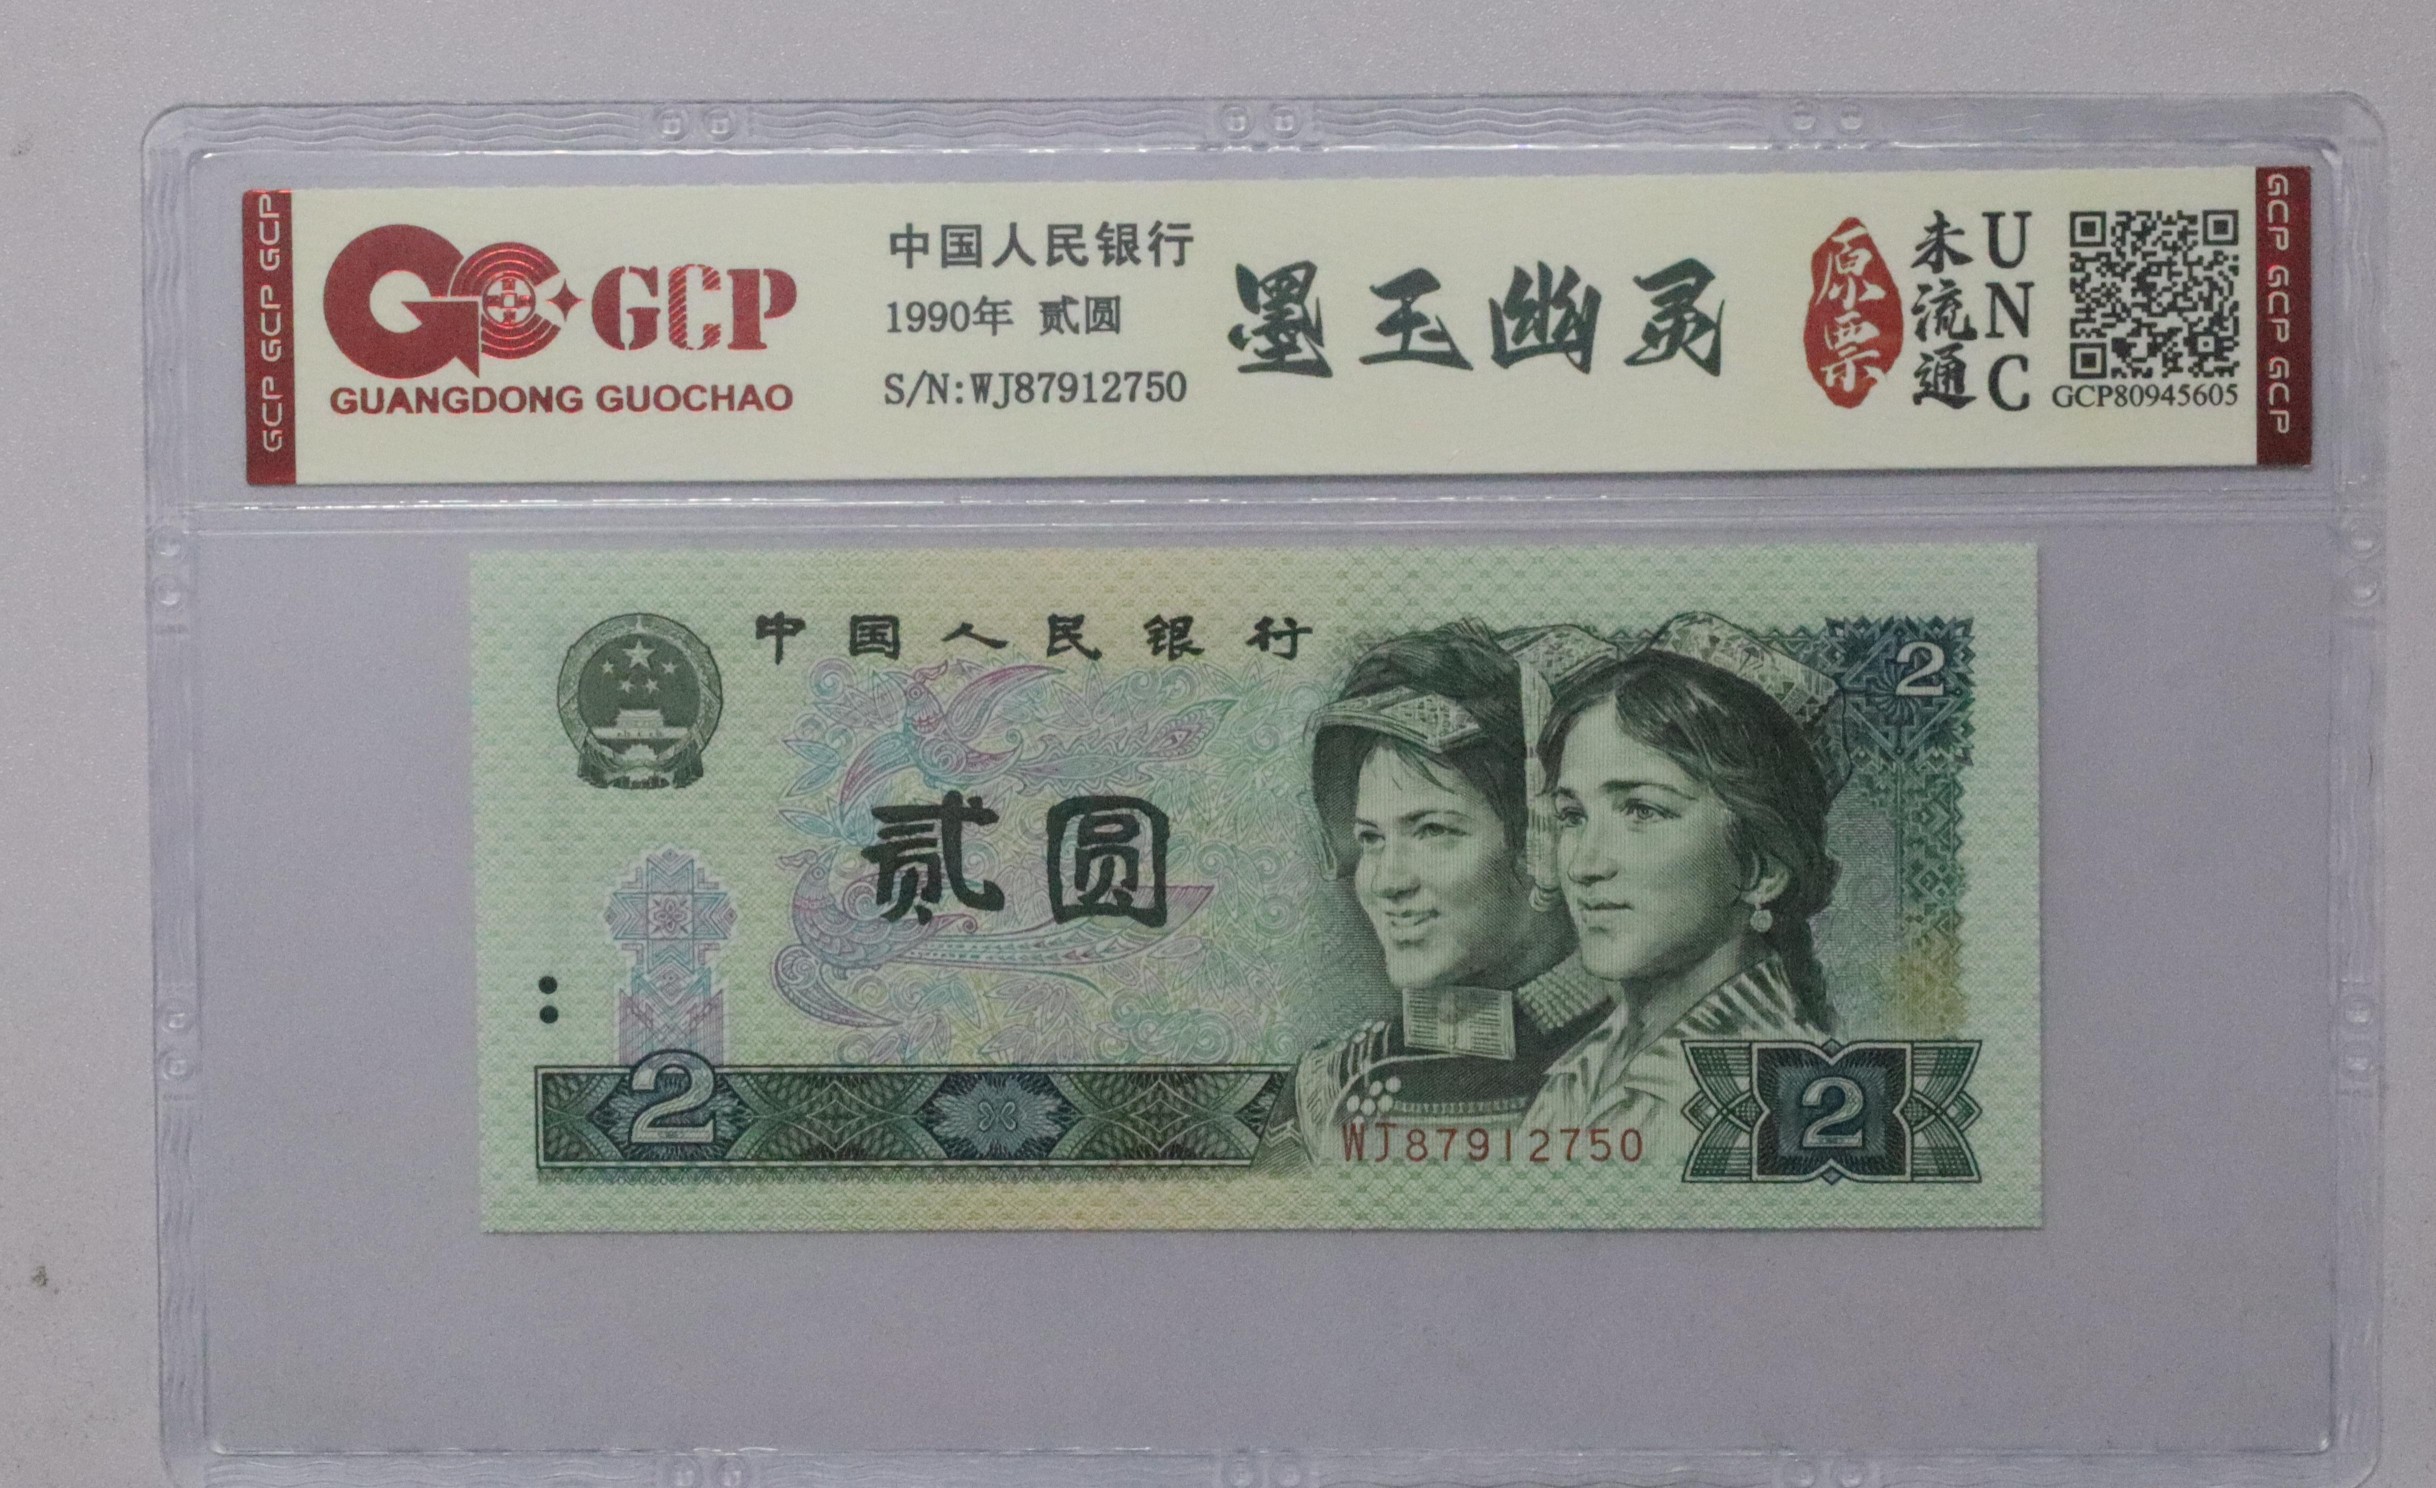 GCP GCP GCP
GCP
GUANGDONG GUOCHAO
中国人民银行
1990年 贰圆
S/N:WJ87912750
墨玉幽灵
原票
未流通
UNC
GCP80945605
GCP GCP GCP
中国人民银行
2
贰圆
2
WJ87912750
2